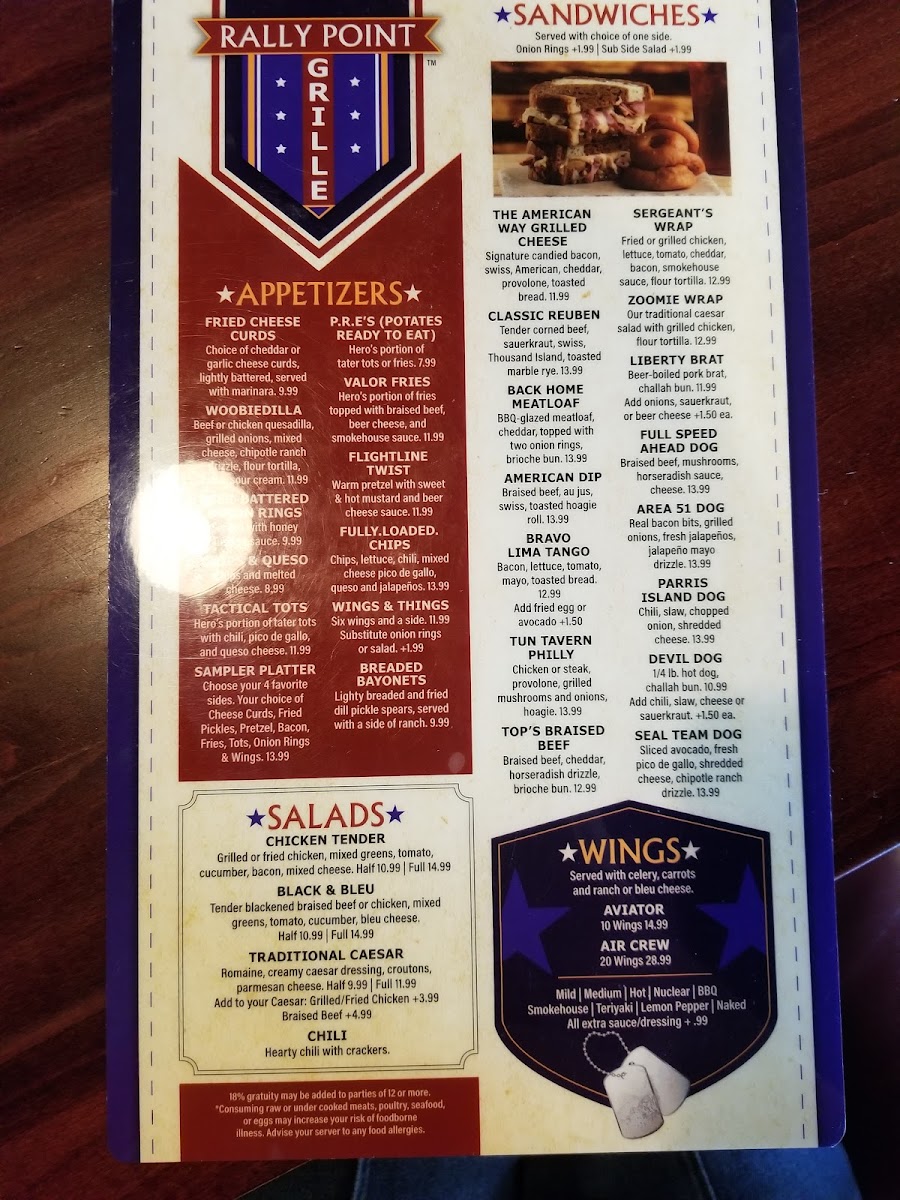 RALLY POINT
GRILLE
TM
★APPETIZERS★
FRIED CHEESE
CURDS
Choice of cheddar or
garlic cheese curds,
lightly battered, served
with marinara. 9.99
WOOBIEDILLA
Beef or chicken quesadilla,
grilled onions, mixed
cheese, chipotle ranch
flour tortilla,
sour cream. 11.99
BATTERED
RINGS
with honey
sauce. 9.99
& QUESO
and melted
cheese. 8,99
TACTICAL TOTS
Hero's portion of tater tots
with chili, pico de gallo,
and queso cheese. 11.99
SAMPLER PLATTER
Choose your 4 favorite
sides. Your choice of
Cheese Curds, Fried
Pickles, Pretzel, Bacon,
Fries, Tots, Onion Rings
& Wings. 13.99
P.R.E'S (POTATES
READY TO EAT)
Hero's portion of
tater tots or fries. 7.99
VALOR FRIES
Hero's portion of fries
topped with braised beef,
beer cheese, and
smokehouse sauce. 11.99
FLIGHTLINE
TWIST
Warm pretzel with sweet
& hot mustard and beer
cheese sauce. 11.99
FULLY.LOADED.
CHIPS
Chips, lettuce, chili, mixed
cheese pico de gallo,
queso and jalapeños. 13.99
WINGS & THINGS
Six wings and a side. 11.99
Substitute onion rings
or salad. +1.99
BREADED
BAYONETS
Lighty breaded and fried
dill pickle spears, served
with a side of ranch. 9.99
★SALADS★
CHICKEN TENDER
Grilled or fried chicken, mixed greens, tomato,
cucumber, bacon, mixed cheese. Half 10.99 | Full 14.99
BLACK & BLEU
Tender blackened braised beef or chicken, mixed
greens, tomato, cucumber, bleu cheese.
Half 10.99 | Full 14.99
TRADITIONAL CAESAR
Romaine, creamy caesar dressing, croutons,
parmesan cheese. Half 9.99 | Full 11.99
Add to your Caesar: Grilled/Fried Chicken +3.99
Braised Beef +4.99
CHILI
Hearty chili with crackers.
18% gratuity may be added to parties of 12 or more.
*Consuming raw or under cooked meats, poultry, seafood,
or eggs may increase your risk of foodborne
illness. Advise your server to any food allergies.
★SANDWICHES★
Served with choice of one side.
Onion Rings +1.99 | Sub Side Salad +1.99
THE AMERICAN
WAY GRILLED
CHEESE
Signature candied bacon,
swiss, American, cheddar,
provolone, toasted
bread. 11.99
CLASSIC REUBEN
Tender corned beef,
sauerkraut, swiss,
Thousand Island, toasted
marble rye. 13.99
BACK HOME
MEATLOAF
BBQ-glazed meatloaf,
cheddar, topped with
two onion rings,
brioche bun. 13.99
AMERICAN DIP
Braised beef, au jus,
swiss, toasted hoagie
roll. 13.99
BRAVO
LIMA TANGO
Bacon, lettuce, tomato,
mayo, toasted bread.
12.99
Add fried egg or
avocado +1.50
TUN TAVERN
PHILLY
Chicken or steak,
provolone, grilled
mushrooms and onions,
hoagie. 13.99
TOP'S BRAISED
BEEF
Braised beef, cheddar,
horseradish drizzle,
brioche bun. 12.99
SERGEANT'S
WRAP
Fried or grilled chicken,
lettuce, tomato, cheddar,
bacon, smokehouse
sauce, flour tortilla. 12.99
ZOOMIE WRAP
Our traditional caesar
salad with grilled chicken,
flour tortilla. 12.99
LIBERTY BRAT
Beer-boiled pork brat,
challah bun. 11.99
Add onions, sauerkraut,
or beer cheese +1.50 ea.
FULL SPEED
AHEAD DOG
Braised beef, mushrooms,
horseradish sauce,
cheese. 13.99
AREA 51 DOG
Real bacon bits, grilled
onions, fresh jalapeños,
jalapeño mayo
drizzle. 13.99
PARRIS
ISLAND DOG
Chili, slaw, chopped
onion, shredded
cheese. 13.99
DEVIL DOG
1/4 lb. hot dog,
challah bun. 10.99
Add chili, slaw, cheese or
sauerkraut. +1.50 ea.
SEAL TEAM DOG
Sliced avocado, fresh
pico de gallo, shredded
cheese, chipotle ranch
drizzle. 13.99
★WINGS★
Served with celery, carrots
and ranch or bleu cheese.
AVIATOR
10 Wings 14.99
AIR CREW
20 Wings 28.99
Mild | Medium | Hot | Nuclear | BBQ
Smokehouse | Teriyaki | Lemon Pepper | Naked
All extra sauce/dressing + .99